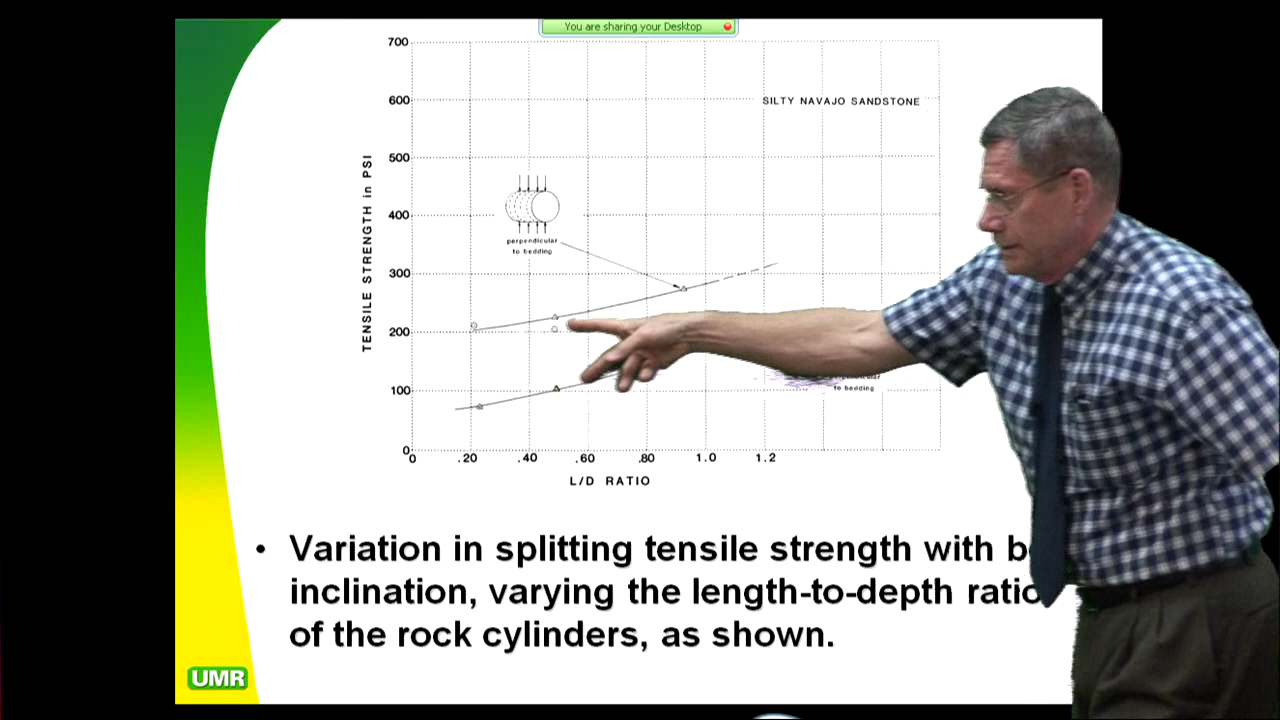 You are sharing your Desktop
700
600
SILTY NAVAJO SANDSTONE
500
TENSILE STRENGTH in PSI
400
perpendicular
to bedding
300
200
100
to bedding
0
0 .20 .40 .60 .80 1.0 1.2
L/D RATIO
• Variation in splitting tensile strength with
inclination, varying the length-to-depth ratio
of the rock cylinders, as shown.
UMR